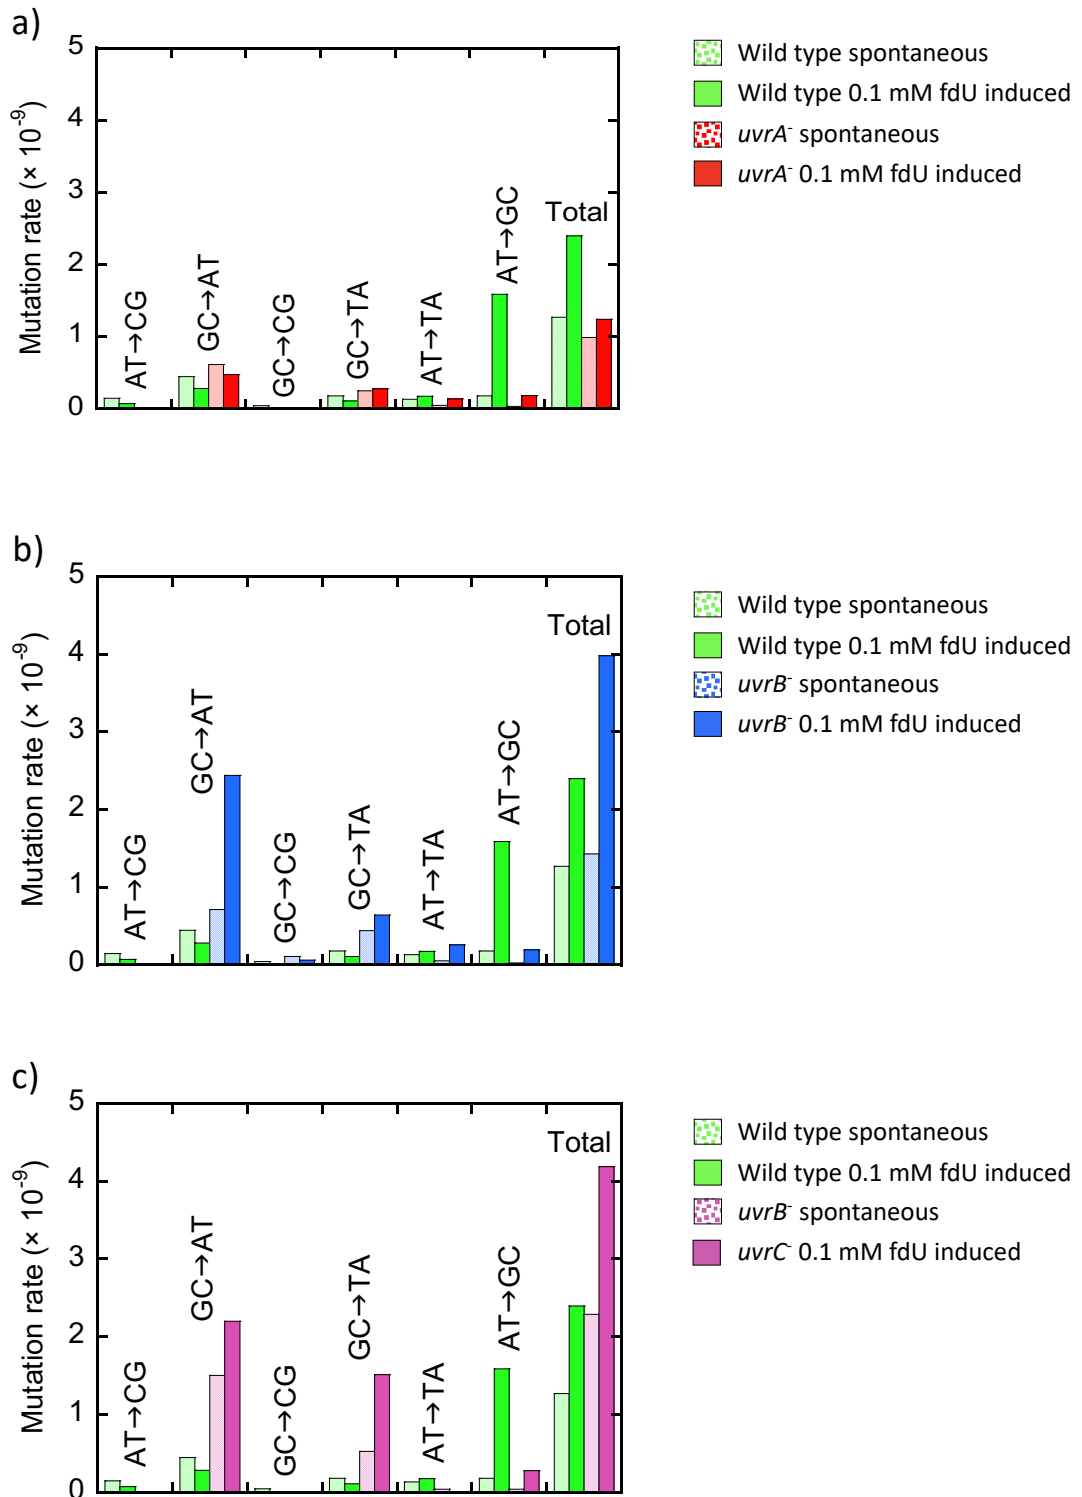 a)
5
4
3
2
1
0
Mutation rate (× 10⁻⁹)
AT→CG
GC→AT
GC→CG
GC→TA
AT→TA
AT→GC
Total
Wild type spontaneous
Wild type 0.1 mM fdU induced
uvrA⁻ spontaneous
uvrA⁻ 0.1 mM fdU induced
b)
5
4
3
2
1
0
Mutation rate (× 10⁻⁹)
AT→CG
GC→AT
GC→CG
GC→TA
AT→TA
AT→GC
Total
Wild type spontaneous
Wild type 0.1 mM fdU induced
uvrB⁻ spontaneous
uvrB⁻ 0.1 mM fdU induced
c)
5
4
3
2
1
0
Mutation rate (× 10⁻⁹)
AT→CG
GC→AT
GC→CG
GC→TA
AT→TA
AT→GC
Total
Wild type spontaneous
Wild type 0.1 mM fdU induced
uvrB⁻ spontaneous
uvrC⁻ 0.1 mM fdU induced